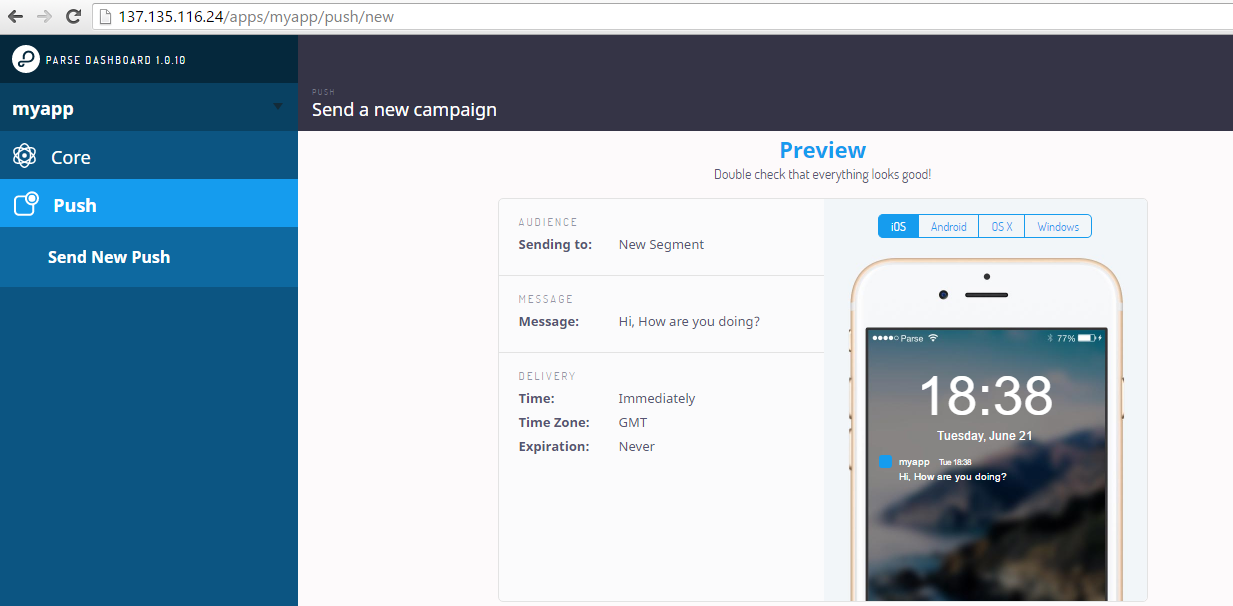 137.135.116.24/apps/myapp/push/new
PARSE DASHBOARD 1.0.10
myapp
Core
Push
Send New Push
PUSH
Send a new campaign
Preview
Double check that everything looks good!
AUDIENCE
Sending to: New Segment
MESSAGE
Message: Hi, How are you doing?
DELIVERY
Time: Immediately
Time Zone: GMT
Expiration: Never
iOS Android OS X Windows
Parse 77%
18:38
Tuesday, June 21
myapp Tue 18:38
Hi, How are you doing?